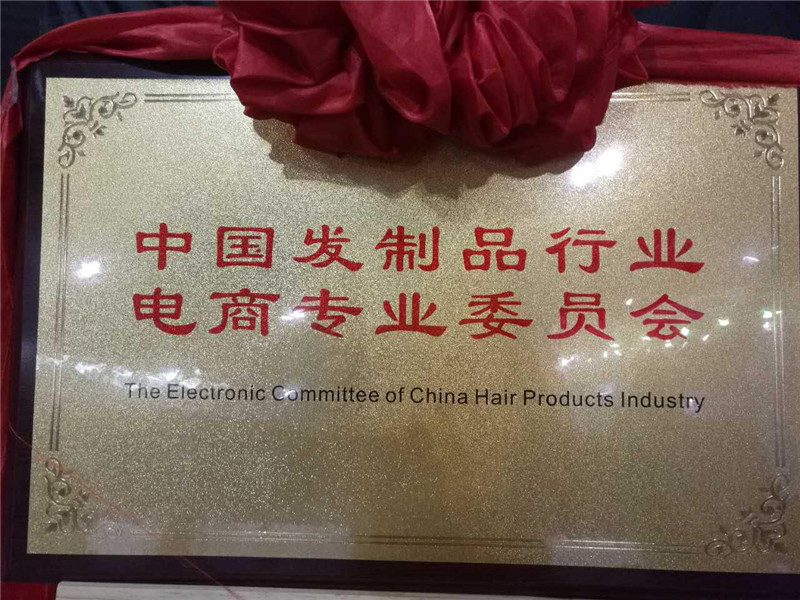 中国发制品行业
电商专业委员会
The Electronic Committee of China Hair Products Industry